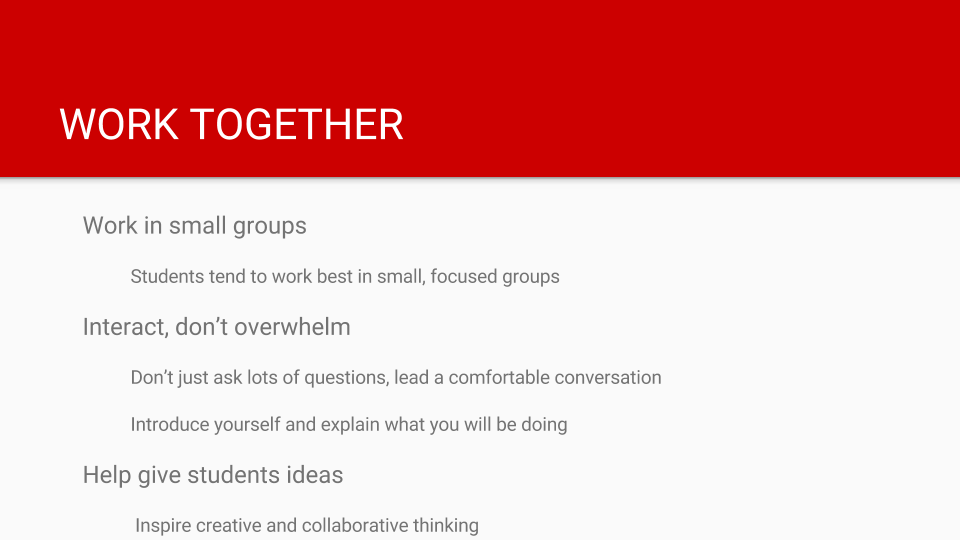 WORK TOGETHER
Work in small groups
Students tend to work best in small, focused groups
Interact, don’t overwhelm
Don’t just ask lots of questions, lead a comfortable conversation
Introduce yourself and explain what you will be doing
Help give students ideas
Inspire creative and collaborative thinking